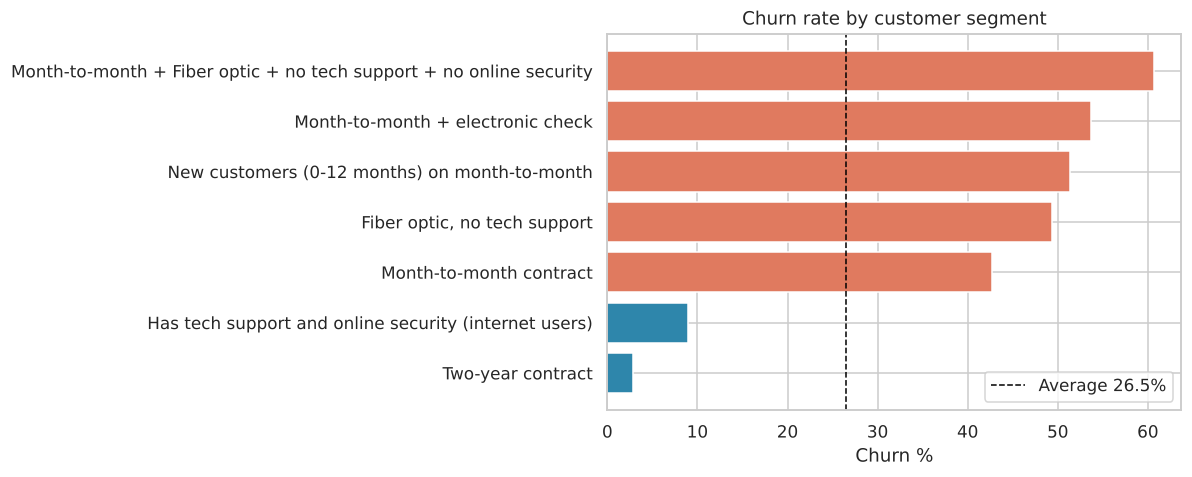 Churn rate by customer segment
Month-to-month + Fiber optic + no tech support + no online security
Month-to-month + electronic check
New customers (0-12 months) on month-to-month
Fiber optic, no tech support
Month-to-month contract
Has tech support and online security (internet users)
Two-year contract
Average 26.5%
0 10 20 30 40 50 60
Churn %